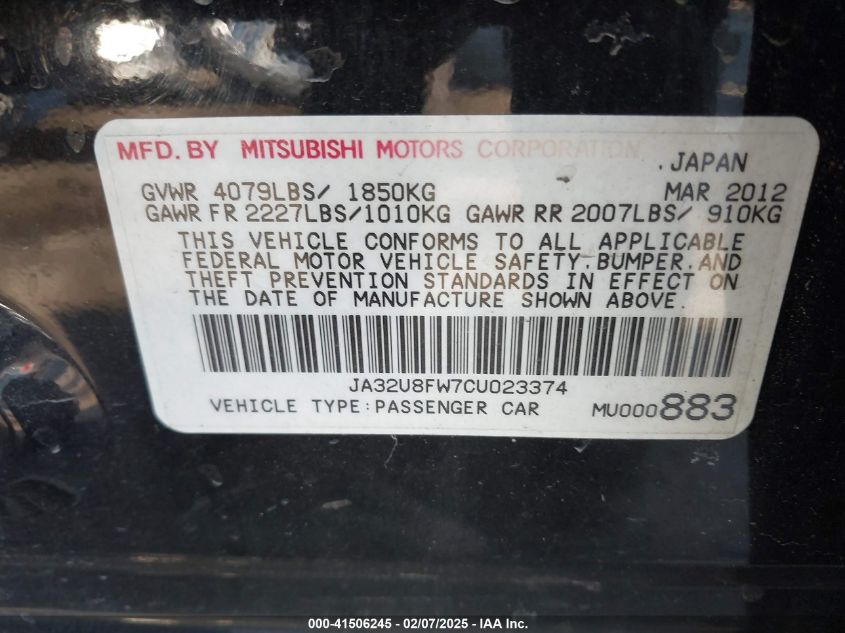 MFD. BY MITSUBISHI MOTORS CORPORATION, JAPAN
GVWR 4079LBS/ 1850KG MAR 2012
GAWR FR 2227LBS/1010KG GAWR RR 2007LBS/ 910KG
THIS VEHICLE CONFORMS TO ALL APPLICABLE
FEDERAL MOTOR VEHICLE SAFETY, BUMPER, AND
THEFT PREVENTION STANDARDS IN EFFECT ON
THE DATE OF MANUFACTURE SHOWN ABOVE.
JA32U8FW7CU023374
VEHICLE TYPE:PASSENGER CAR MU000883
000-41506245 - 02/07/2025 - IAA Inc.